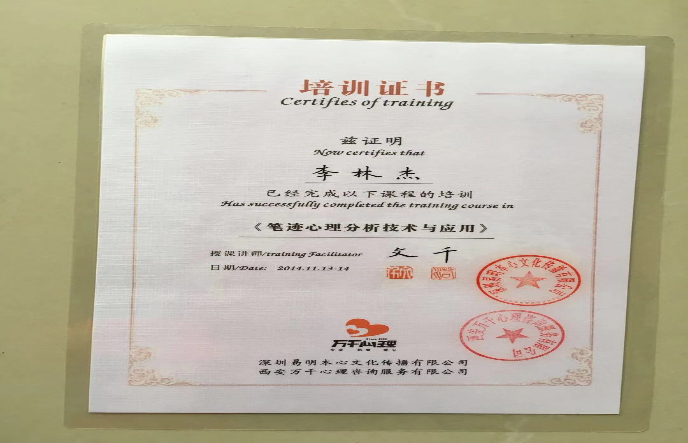 培训证书
Certifies of training
兹证明
Now certifies that
李林杰
已经完成以下课程的培训
Has successfully completed the training course in
《笔迹心理分析技术与应用》
授课讲师/training Facilitator 文千
日期/Date: 2014.11.13-14
万千心理
深圳易明本心文化传播有限公司
西安万千心理咨询服务有限公司